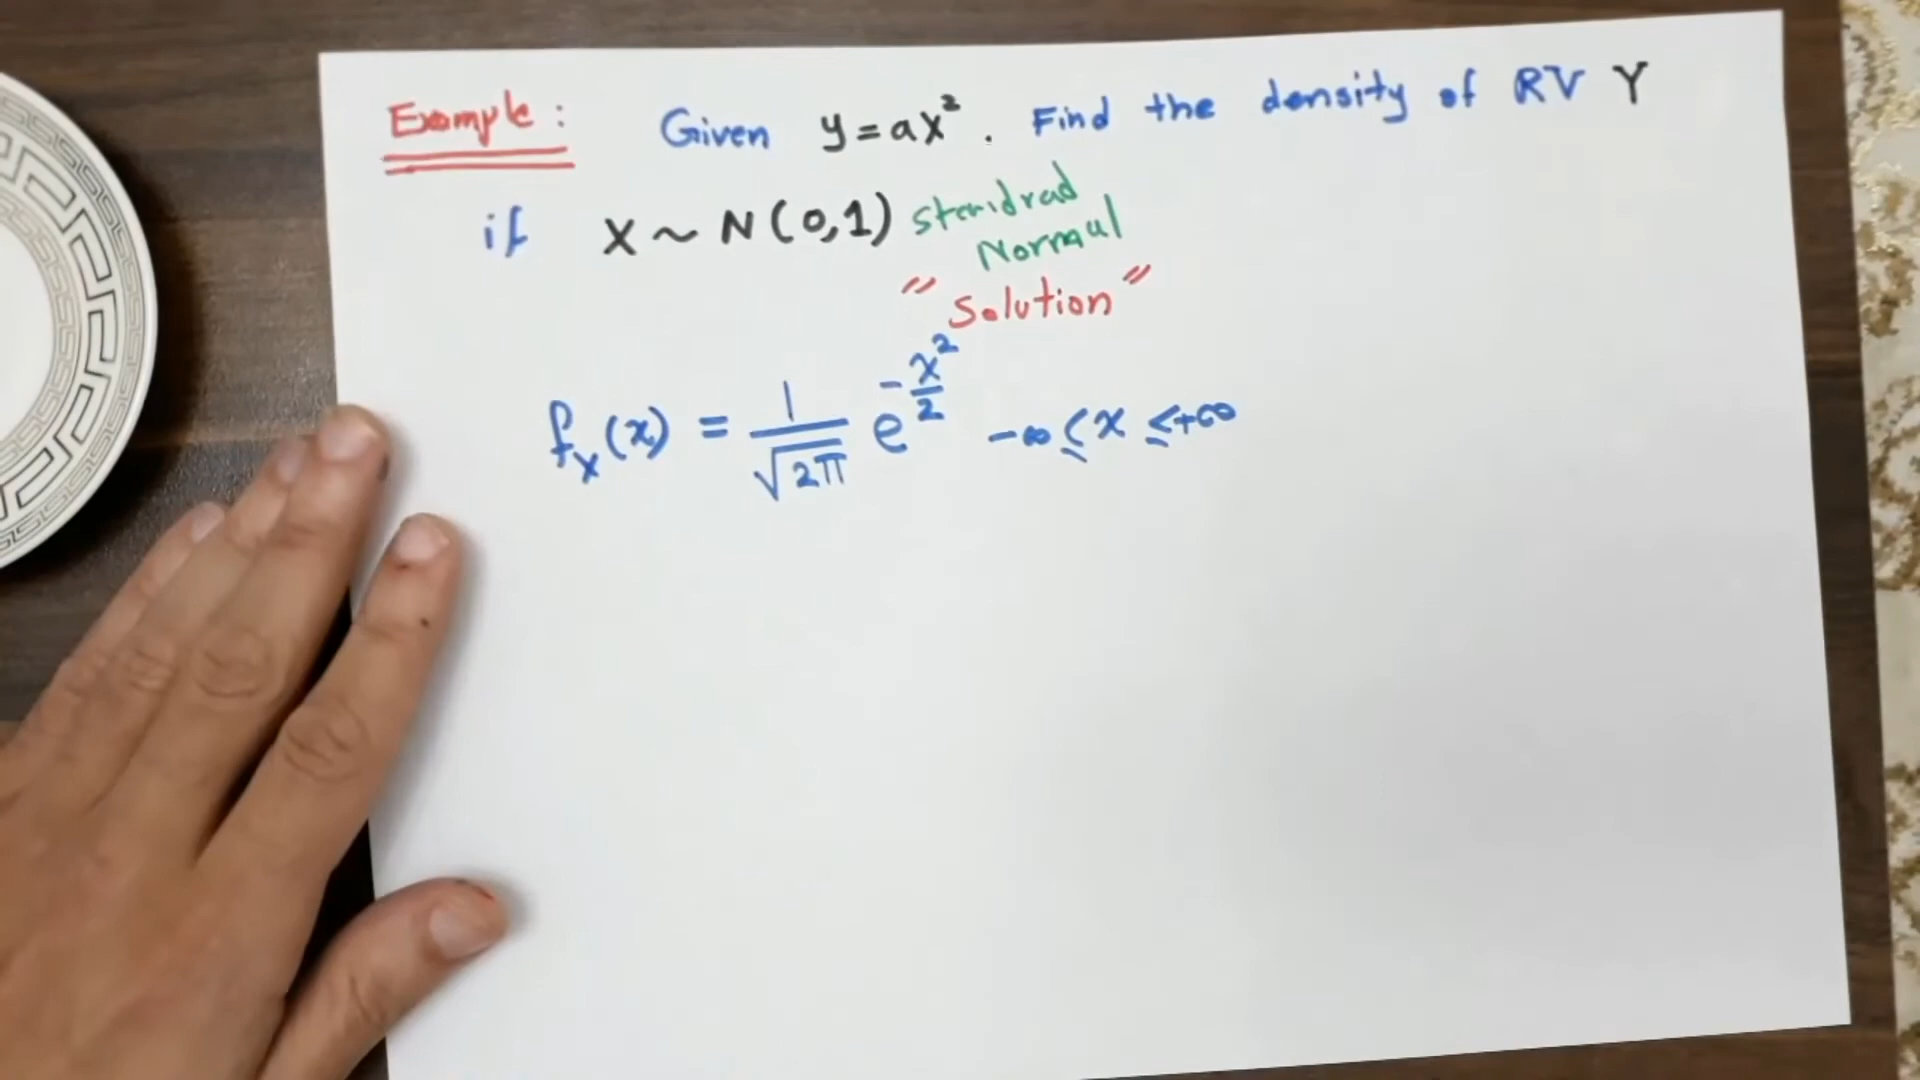 Example: Given y = ax². Find the density of RV Y
if X ~ N(0,1) standrad
Normal
"Solution"
fₓ(x) = 1/√2π e^(-x²/2) -∞ ≤ x ≤ +∞